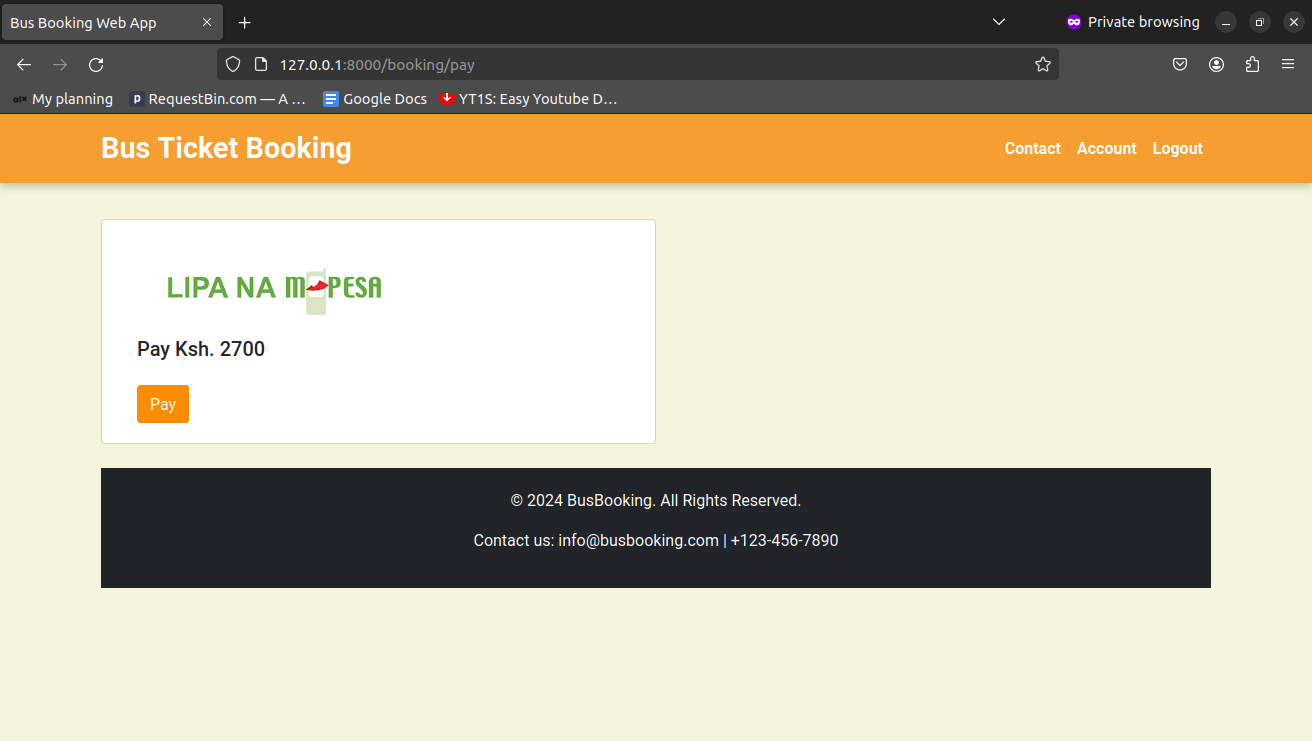 Bus Booking Web App
Private browsing
127.0.0.1:8000/booking/pay
My planning
RequestBin.com — A …
Google Docs
YT1S: Easy Youtube D…
Bus Ticket Booking
Contact
Account
Logout
LIPA NA M-PESA
Pay Ksh. 2700
Pay
© 2024 BusBooking. All Rights Reserved.
Contact us: info@busbooking.com | +123-456-7890